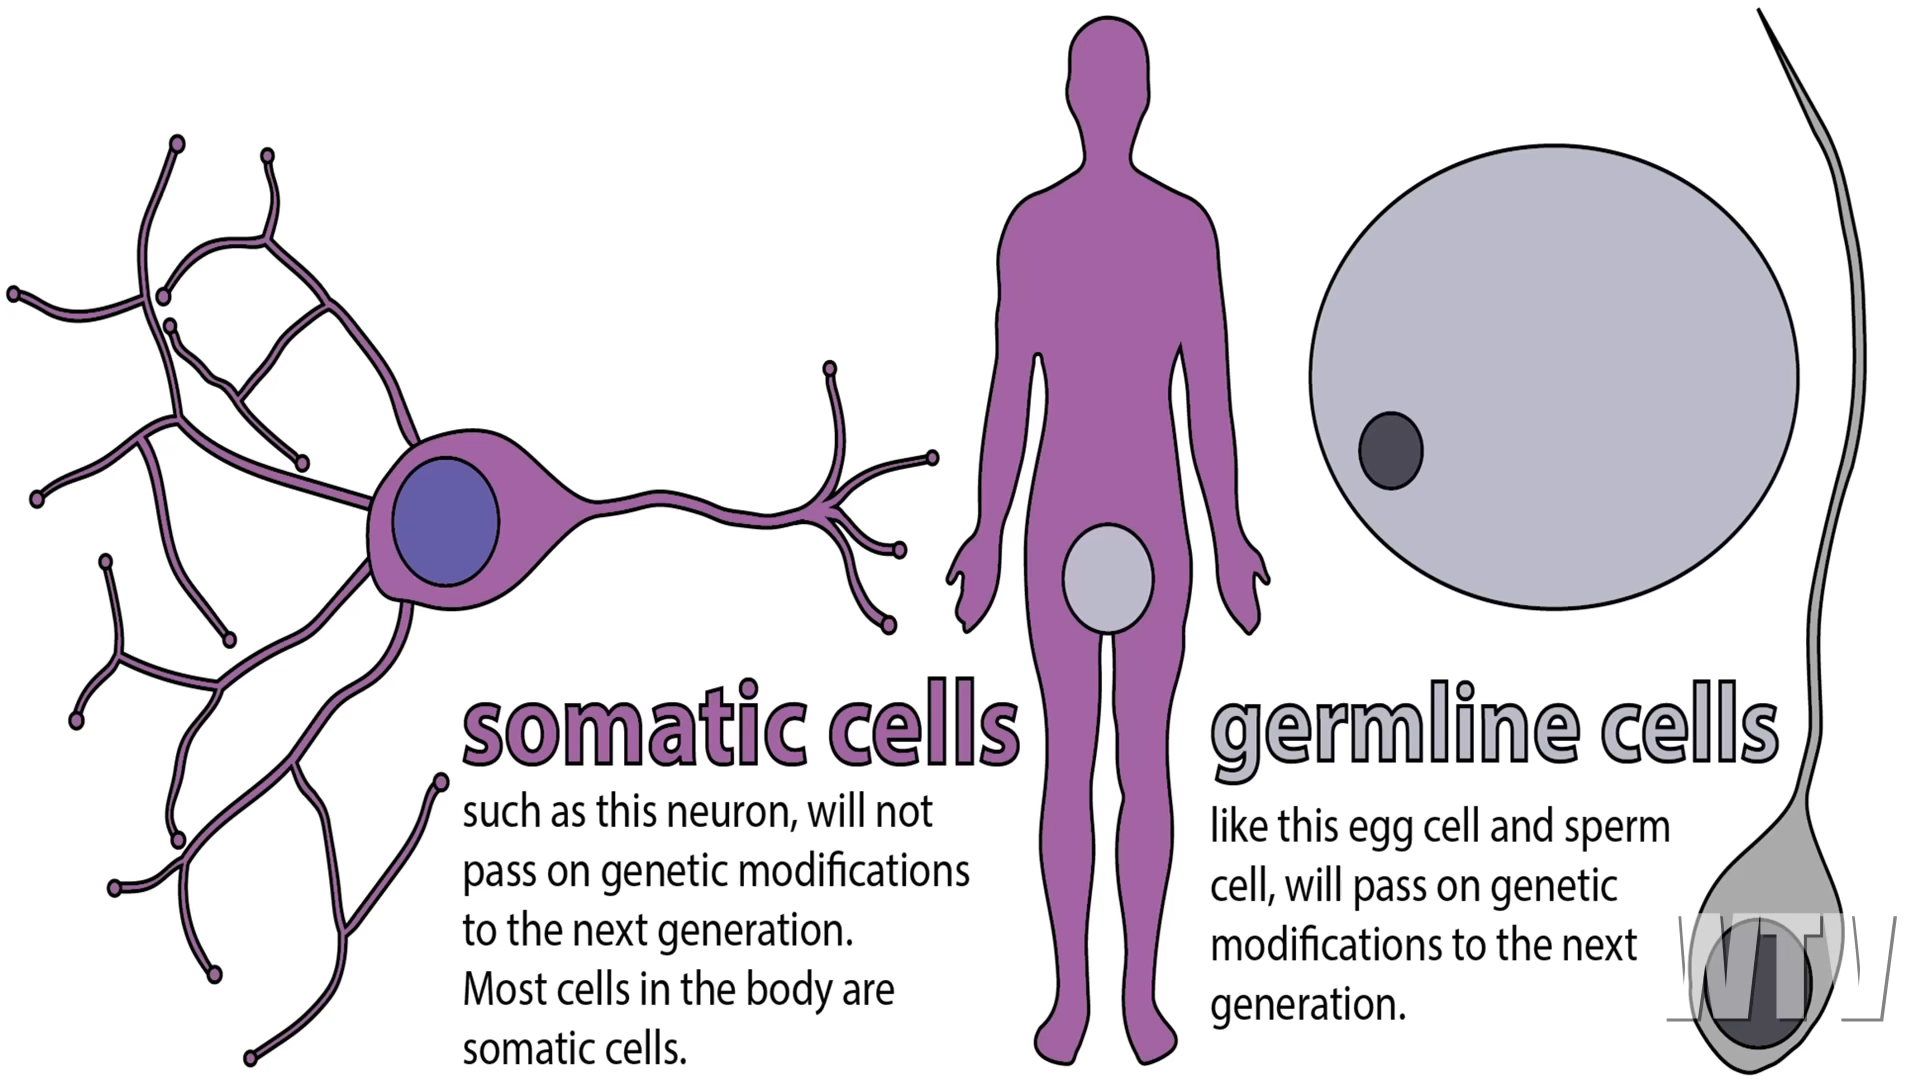 somatic cells
such as this neuron, will not
pass on genetic modifications
to the next generation.
Most cells in the body are
somatic cells.
germline cells
like this egg cell and sperm
cell, will pass on genetic
modifications to the next
generation.
WTV